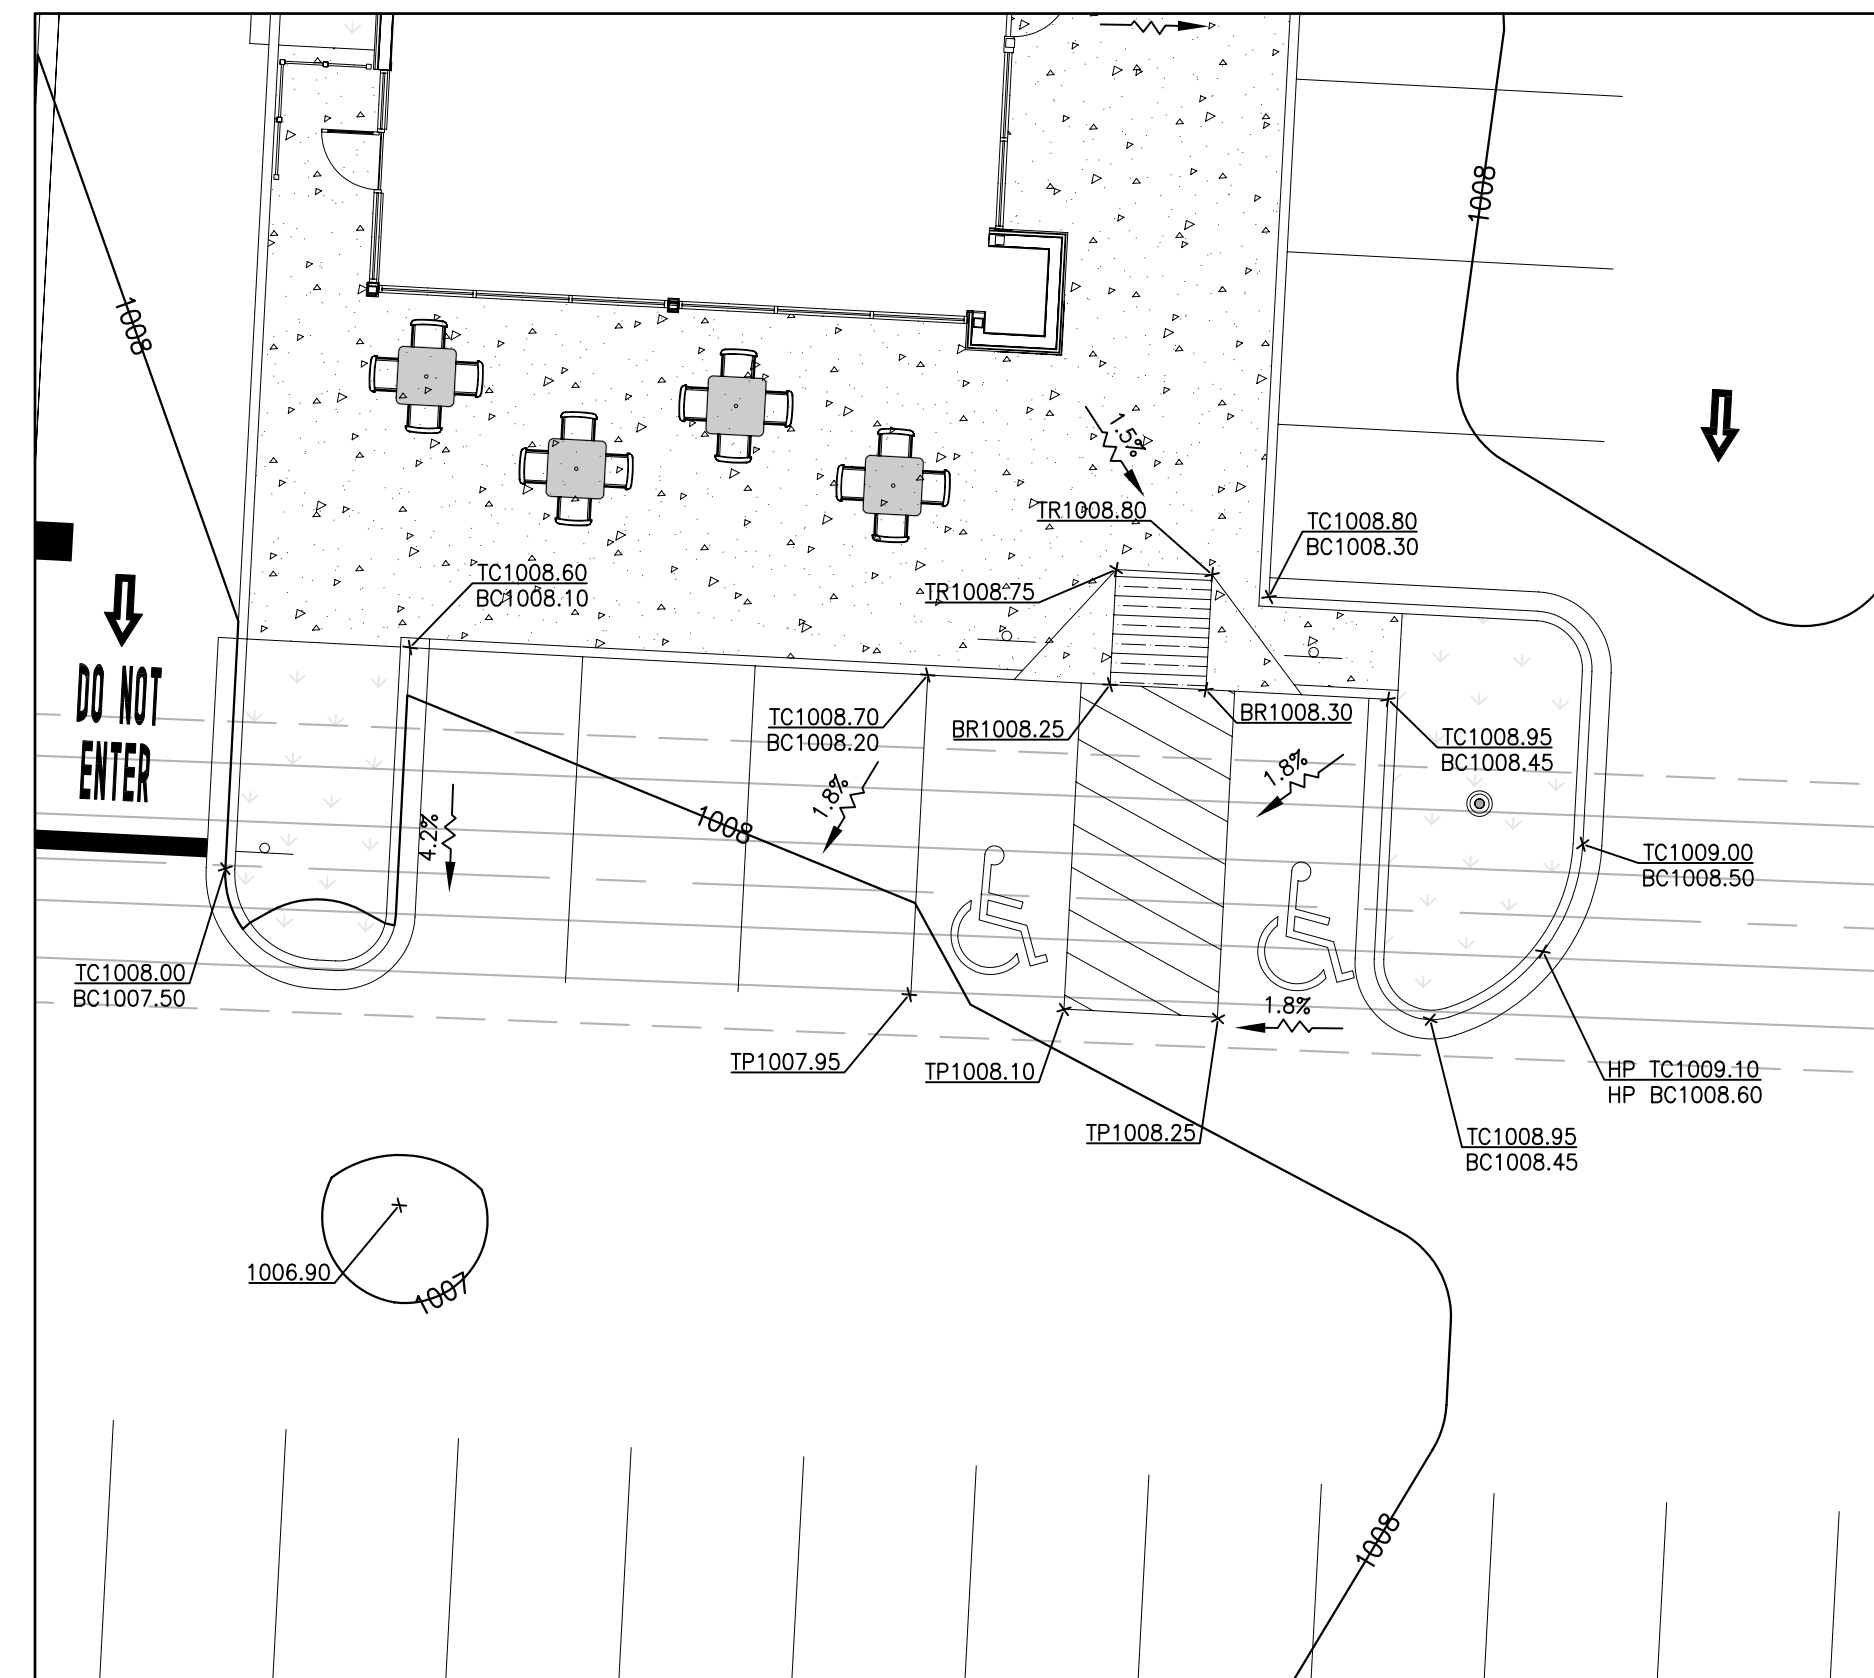 1008
1008
1.5%
TR1008.80
TC1008.80
BC1008.30
TC1008.60
BC1008.10
TR1008.75
DO NOT
ENTER
TC1008.70
BC1008.20
BR1008.25
BR1008.30
TC1008.95
BC1008.45
1.8%
1.8%
1008
4.2%
TC1009.00
BC1008.50
TC1008.00
BC1007.50
1.8%
TP1007.95
TP1008.10
HP TC1009.10
HP BC1008.60
TP1008.25
TC1008.95
BC1008.45
1006.90
1007
1008